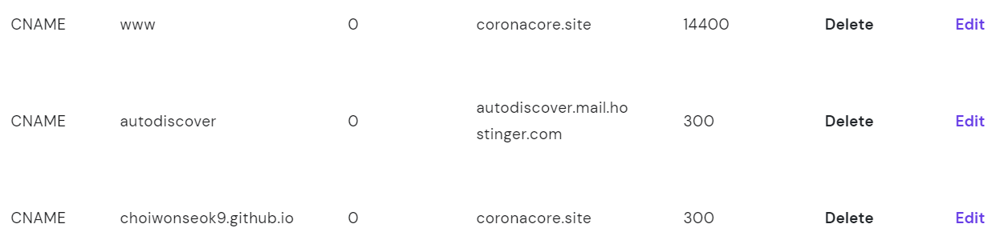 CNAME www 0 coronacore.site 14400 Delete Edit
CNAME autodiscover 0 autodiscover.mail.ho 300 Delete Edit
stinger.com
CNAME choiwonseok9.github.io 0 coronacore.site 300 Delete Edit